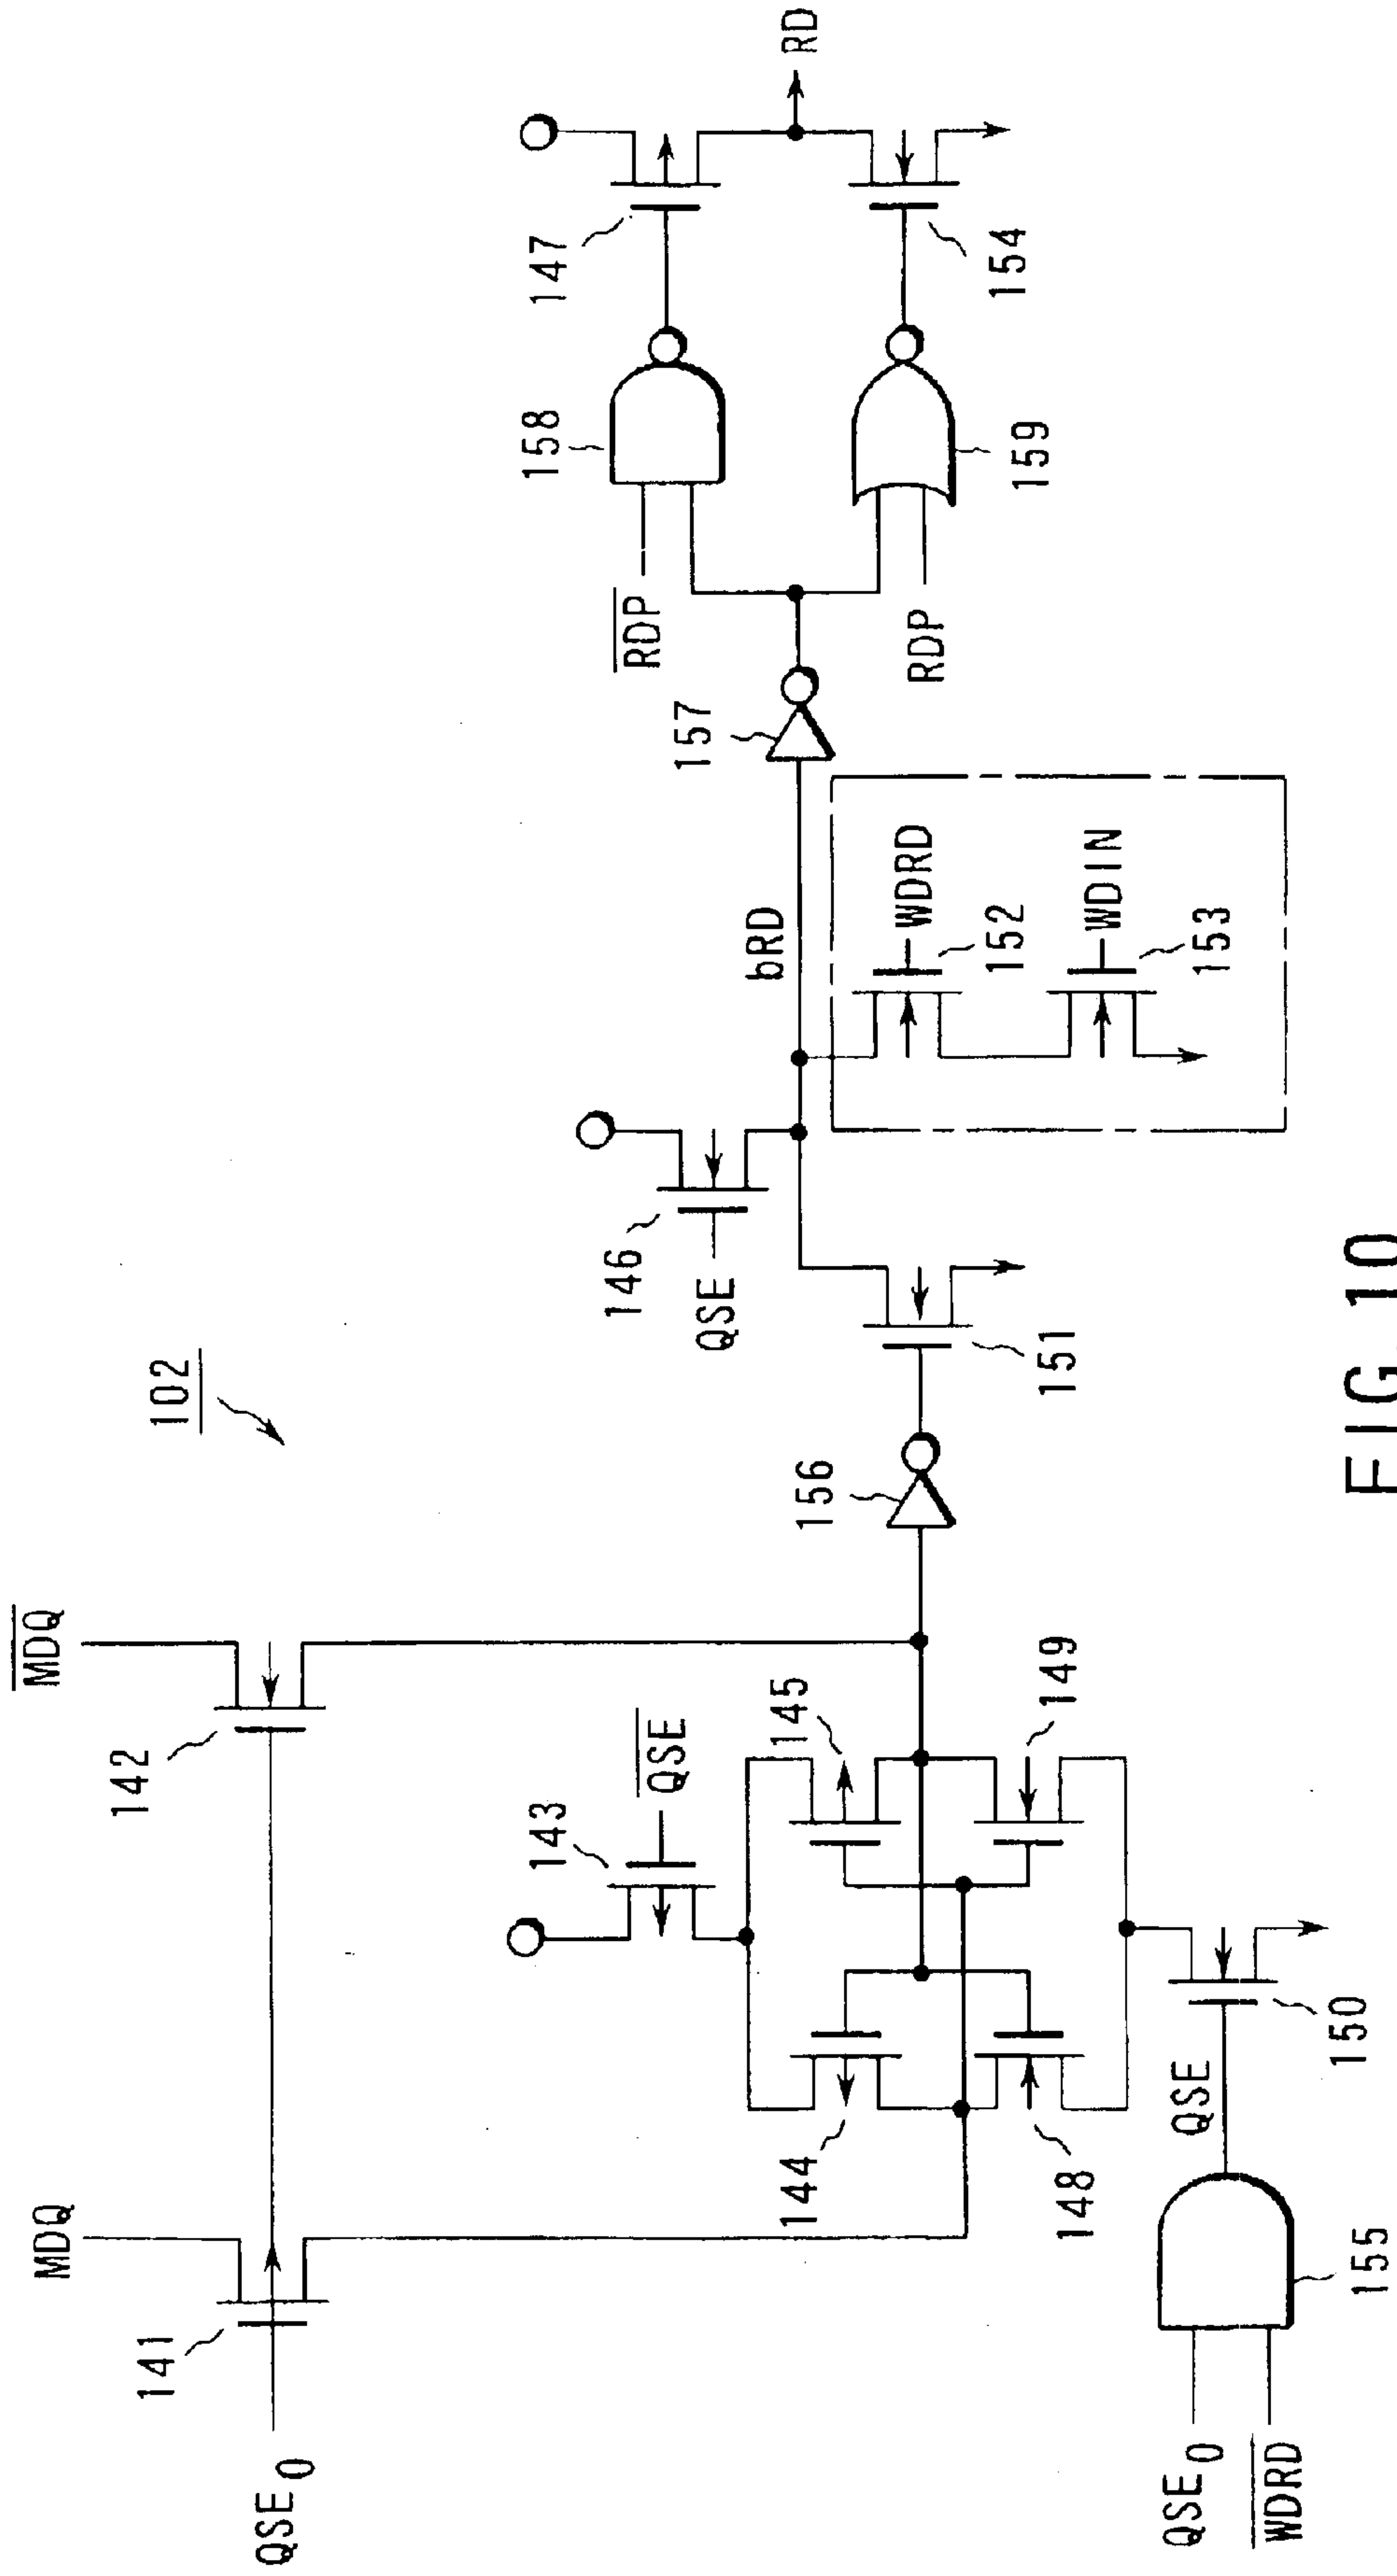 102
MDQ
MDQ
141
142
QSE0
143
QSE
144
145
148
149
QSE0
WDRD
155
QSE
150
156
151
146
QSE
bRD
WDRD
152
WDIN
153
157
RDP
RDP
158
159
147
154
RD
FIG. 10